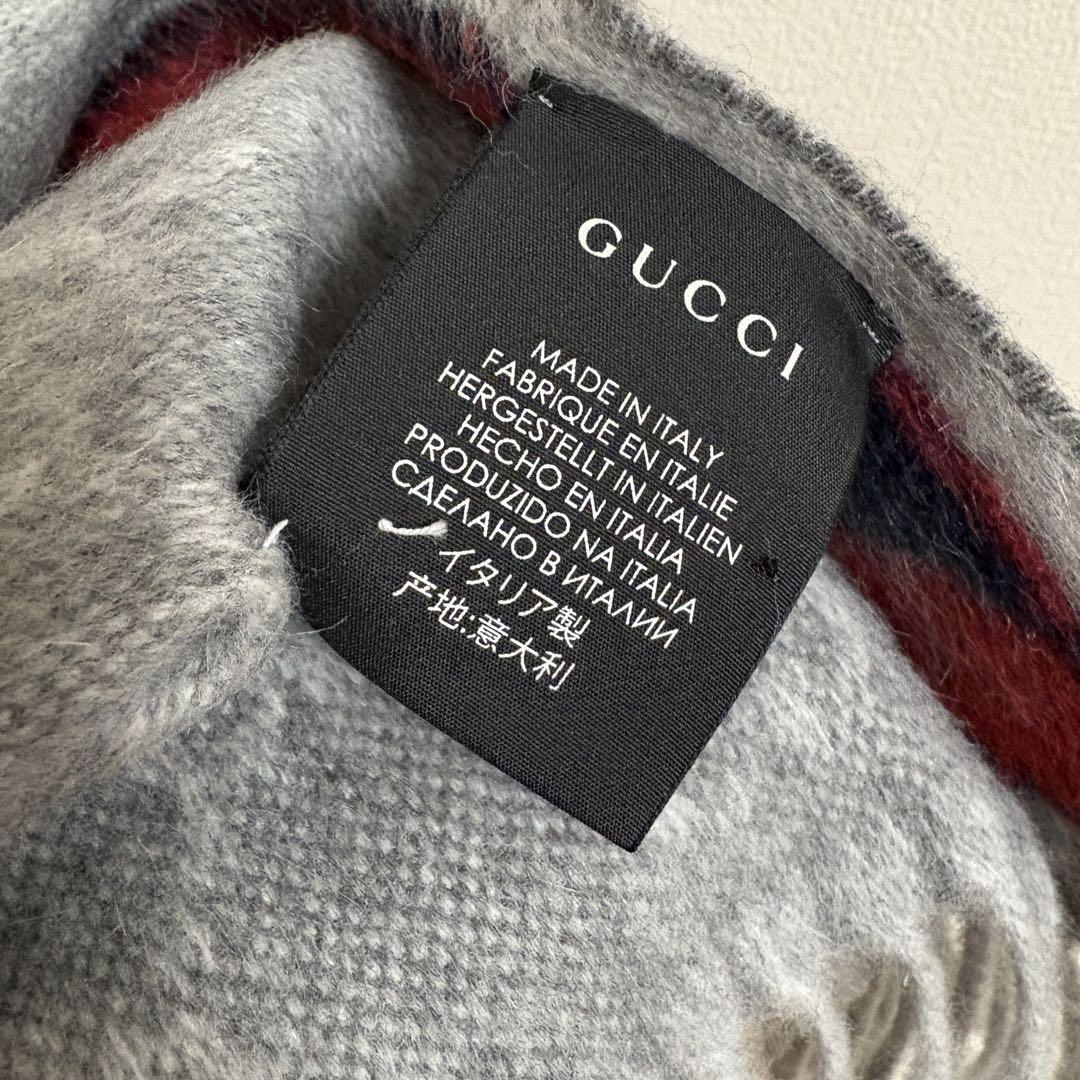 GUCCI
MADE IN ITALY
FABRIQUE EN ITALIE
HERGESTELLT IN ITALIEN
HECHO EN ITALIA
PRODUZIDO NA ITALIA
СДЕЛАНО В ИТАЛИИ
イタリア製
产地:意大利